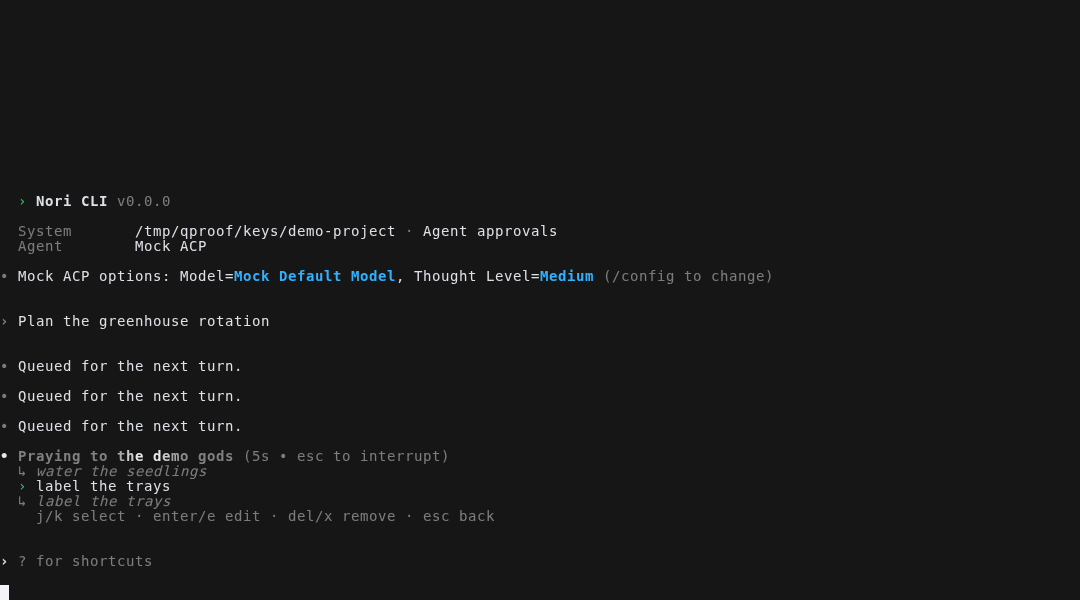 › Nori CLI v0.0.0
System /tmp/qproof/keys/demo-project · Agent approvals
Agent Mock ACP
• Mock ACP options: Model=Mock Default Model, Thought Level=Medium (/config to change)
› Plan the greenhouse rotation
• Queued for the next turn.
• Queued for the next turn.
• Queued for the next turn.
• Praying to the demo gods (5s • esc to interrupt)
↳ water the seedlings
› label the trays
↳ label the trays
j/k select · enter/e edit · del/x remove · esc back
› ? for shortcuts